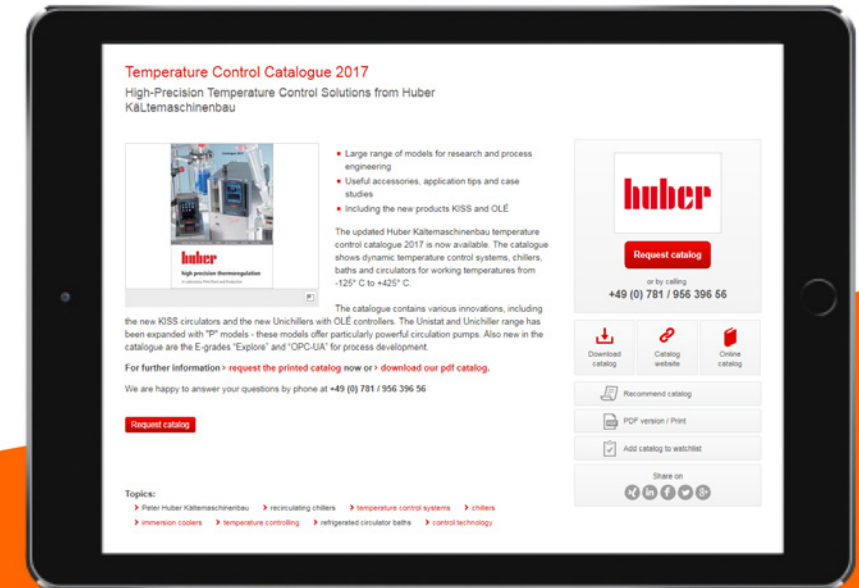 Temperature Control Catalogue 2017
High-Precision Temperature Control Solutions from Huber
KäLtemaschinenbau
huber
high precision thermoregulation
Large range of models for research and process
engineering
Useful accessories, application tips and case
studies
Including the new products KISS and OLÉ
The updated Huber Kältemaschinenbau temperature
control catalogue 2017 is now available. The catalogue
shows dynamic temperature control systems, chillers,
baths and circulators for working temperatures from
-125° C to +425° C.
The catalogue contains various innovations, including
the new KISS circulators and the new Unichillers with OLÉ controllers. The Unistat and Unichiller range has
been expanded with "P" models - these models offer particularly powerful circulation pumps. Also new in the
catalogue are the E-grades "Explore" and "OPC-UA" for process development.
For further information › request the printed catalog now or › download our pdf catalog.
We are happy to answer your questions by phone at +49 (0) 781 / 956 396 56
Request catalog
Topics:
Peter Huber Kältemaschinenbau recirculating chillers temperature control systems chillers
immersion coolers temperature controlling refrigerated circulator baths control technology
huber
Request catalog
or by calling
+49 (0) 781 / 956 396 56
Download
catalog
Catalog
website
Online
catalog
Recommend catalog
PDF version / Print
Add catalog to watchlist
Share on